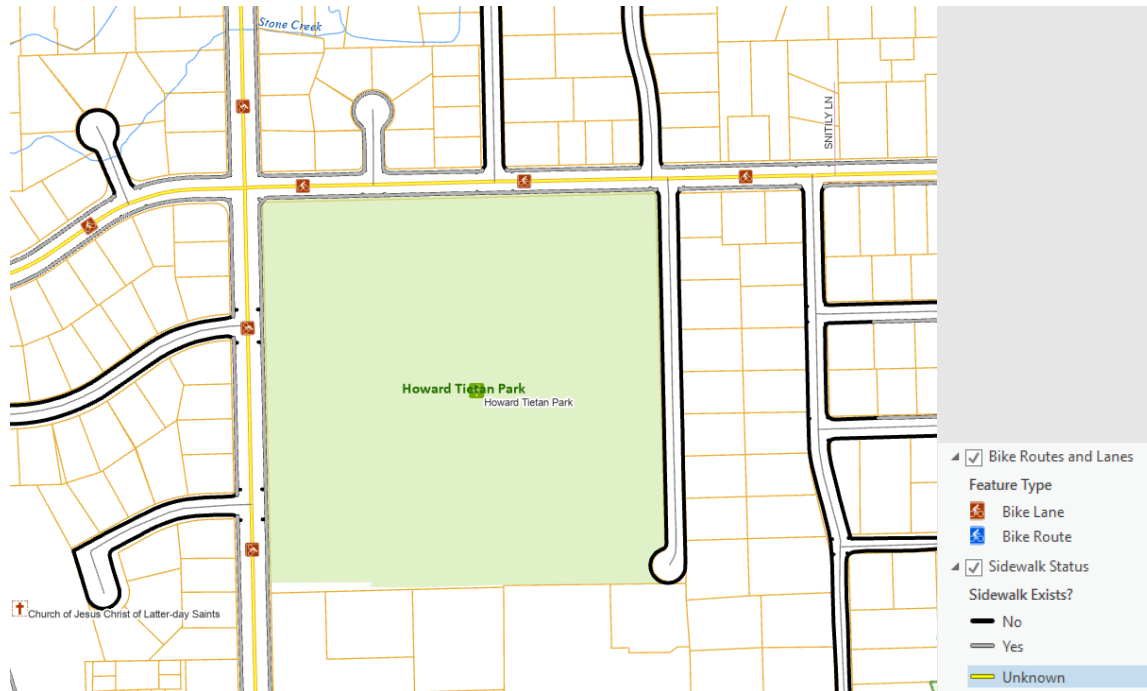 Stone Creek
SNITILY LN
Howard Tietan Park
Howard Tietan Park
Church of Jesus Christ of Latter-day Saints
Bike Routes and Lanes
Feature Type
Bike Lane
Bike Route
Sidewalk Status
Sidewalk Exists?
No
Yes
Unknown